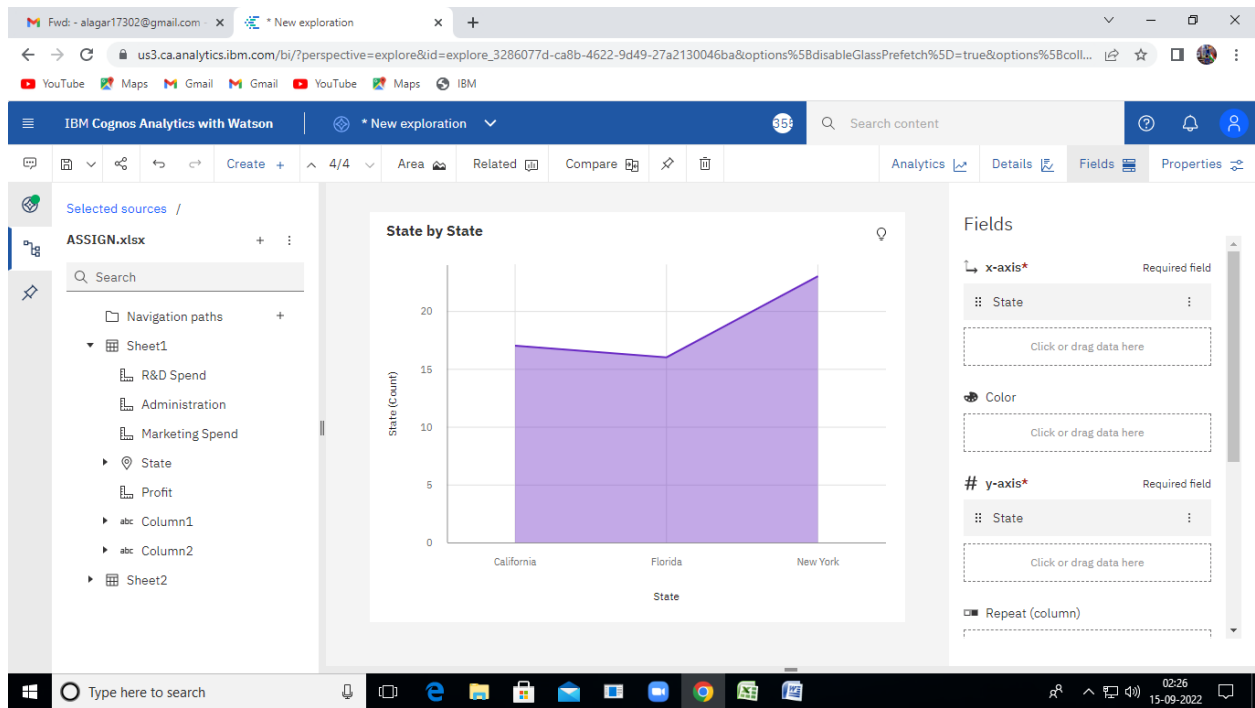 Fwd: - alagar17302@gmail.com -
* New exploration
us3.ca.analytics.ibm.com/bi/?perspective=explore&id=explore_3286077d-ca8b-4622-9d49-27a2130046ba&options%5BdisableGlassPrefetch%5D=true&options%5Bcoll...
YouTube Maps Gmail Gmail YouTube Maps IBM
IBM Cognos Analytics with Watson
* New exploration
Search content
Create + 4/4 Area Related Compare Analytics Details Fields Properties
Selected sources /
ASSIGN.xlsx
Search
Navigation paths
Sheet1
R&D Spend
Administration
Marketing Spend
State
Profit
abc Column1
abc Column2
Sheet2
State by State
State (Count)
20
15
10
5
0
California Florida New York
State
Fields
x-axis* Required field
State
Click or drag data here
Color
Click or drag data here
# y-axis* Required field
State
Click or drag data here
Repeat (column)
Type here to search
02:26
15-09-2022